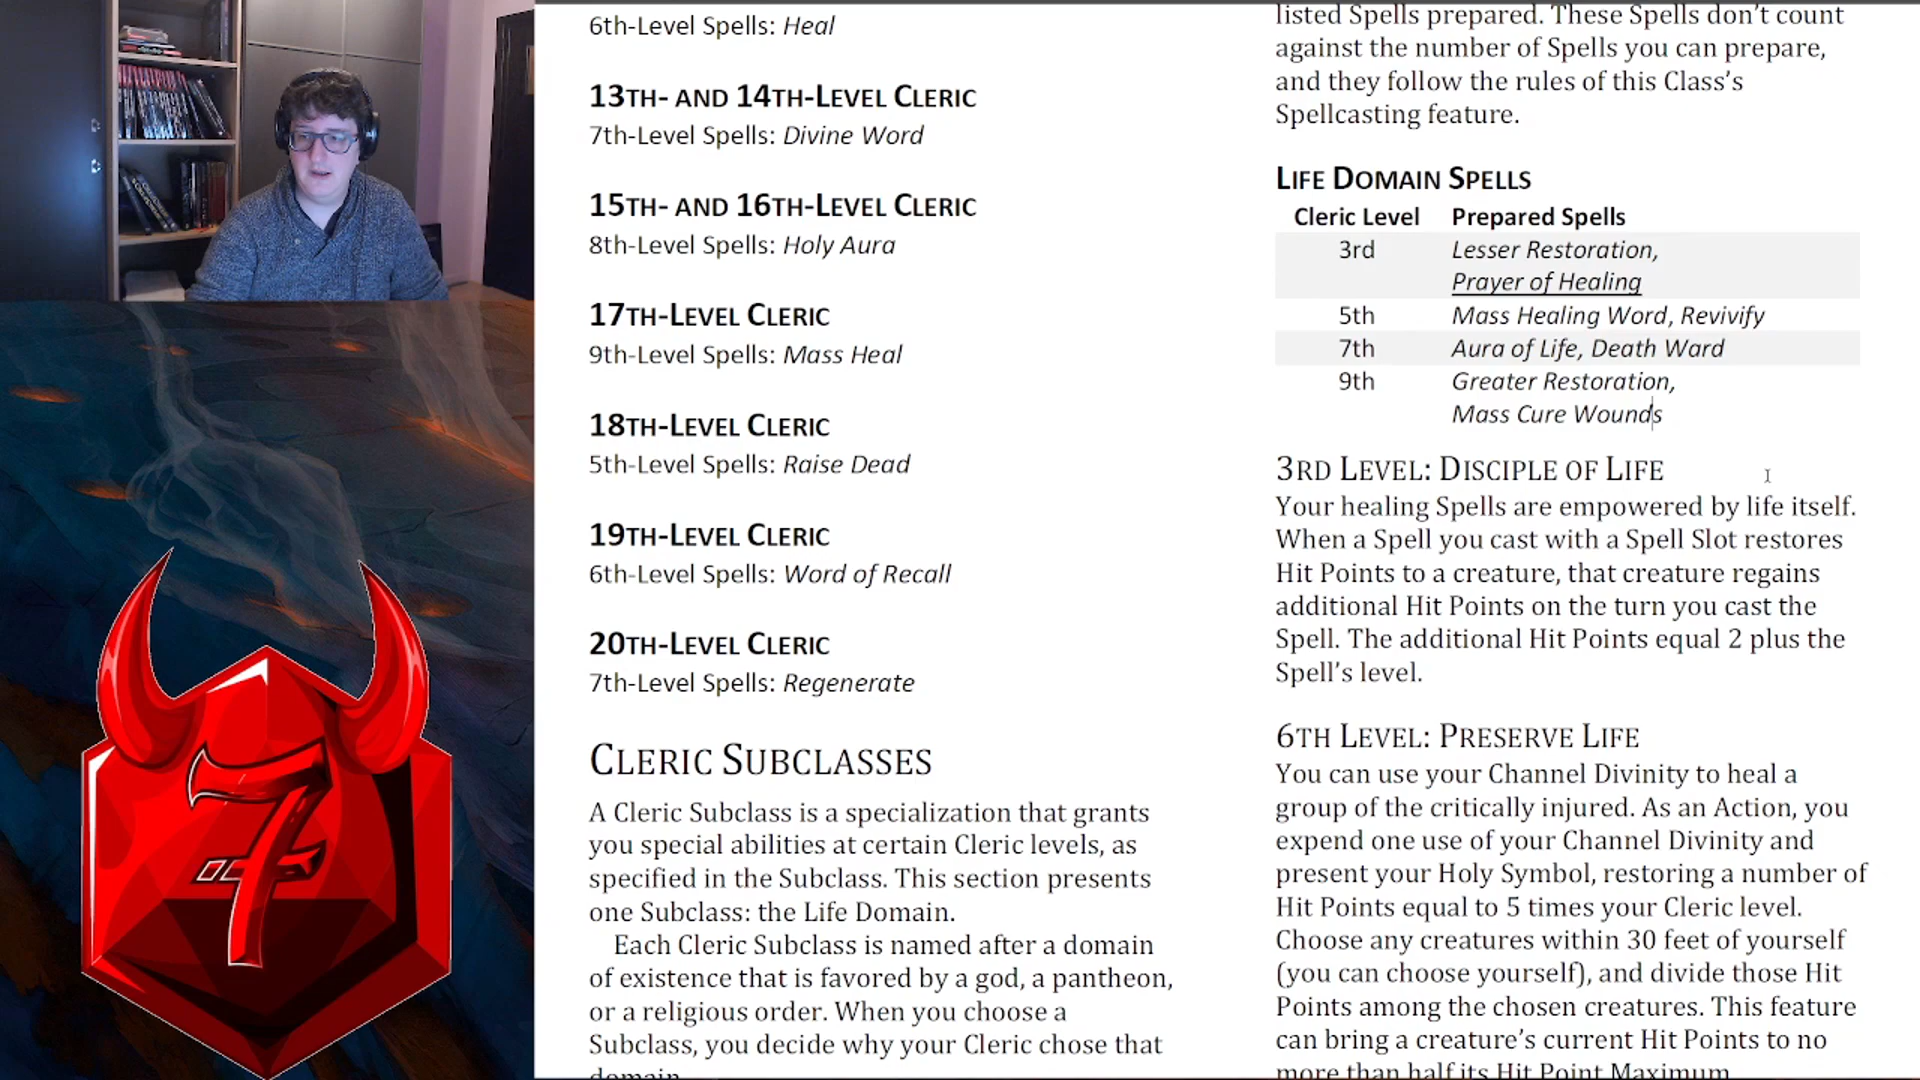 6th-Level Spells: Heal
13TH- AND 14TH-LEVEL CLERIC
7th-Level Spells: Divine Word
15TH- AND 16TH-LEVEL CLERIC
8th-Level Spells: Holy Aura
17TH-LEVEL CLERIC
9th-Level Spells: Mass Heal
18TH-LEVEL CLERIC
5th-Level Spells: Raise Dead
19TH-LEVEL CLERIC
6th-Level Spells: Word of Recall
20TH-LEVEL CLERIC
7th-Level Spells: Regenerate
CLERIC SUBCLASSES
A Cleric Subclass is a specialization that grants
you special abilities at certain Cleric levels, as
specified in the Subclass. This section presents
one Subclass: the Life Domain.
Each Cleric Subclass is named after a domain
of existence that is favored by a god, a pantheon,
or a religious order. When you choose a
Subclass, you decide why your Cleric chose that
domain.
listed Spells prepared. These Spells don't count
against the number of Spells you can prepare,
and they follow the rules of this Class's
Spellcasting feature.
LIFE DOMAIN SPELLS
Cleric Level Prepared Spells
3rd Lesser Restoration,
Prayer of Healing
5th Mass Healing Word, Revivify
7th Aura of Life, Death Ward
9th Greater Restoration,
Mass Cure Wounds
3RD LEVEL: DISCIPLE OF LIFE
Your healing Spells are empowered by life itself.
When a Spell you cast with a Spell Slot restores
Hit Points to a creature, that creature regains
additional Hit Points on the turn you cast the
Spell. The additional Hit Points equal 2 plus the
Spell's level.
6TH LEVEL: PRESERVE LIFE
You can use your Channel Divinity to heal a
group of the critically injured. As an Action, you
expend one use of your Channel Divinity and
present your Holy Symbol, restoring a number of
Hit Points equal to 5 times your Cleric level.
Choose any creatures within 30 feet of yourself
(you can choose yourself), and divide those Hit
Points among the chosen creatures. This feature
can bring a creature's current Hit Points to no
more than half its Hit Point Maximum
7